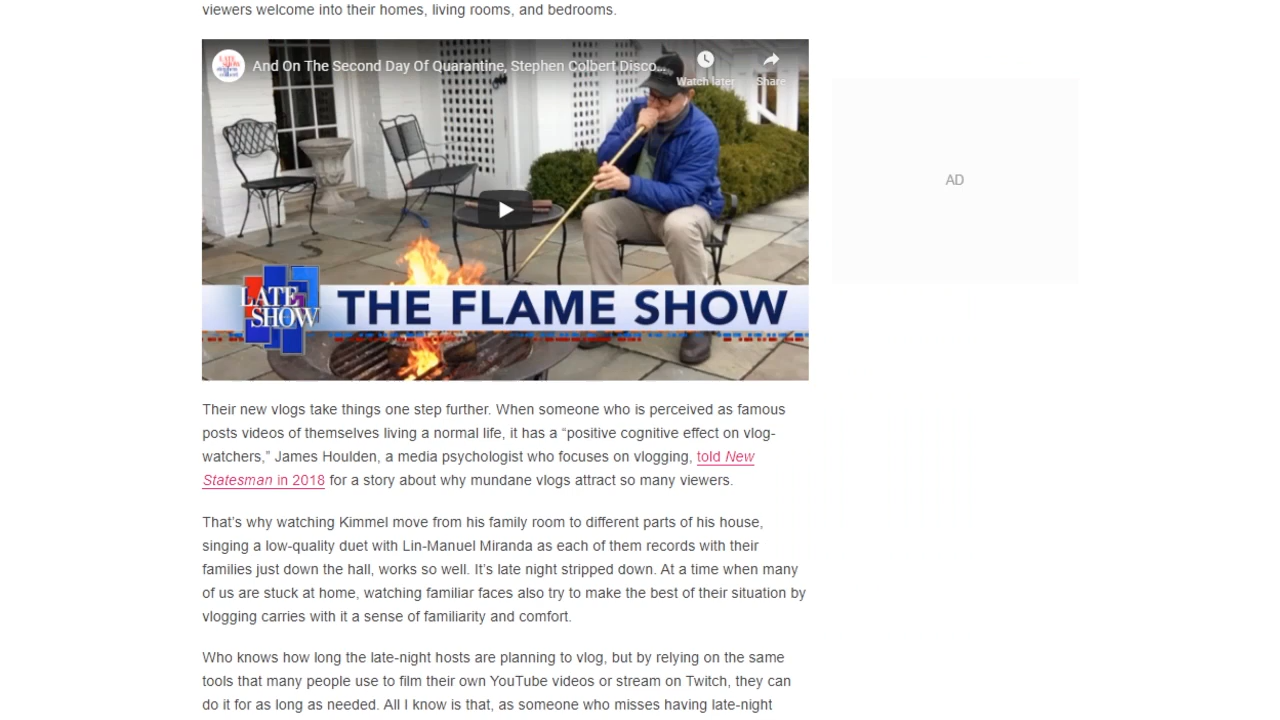 viewers welcome into their homes, living rooms, and bedrooms.
LATE SHOW
And On The Second Day Of Quarantine, Stephen Colbert Disco...
Watch later
Share
AD
LATE
SHOW
THE FLAME SHOW
Their new vlogs take things one step further. When someone who is perceived as famous
posts videos of themselves living a normal life, it has a “positive cognitive effect on vlog-
watchers,” James Houlden, a media psychologist who focuses on vlogging, told New
Statesman in 2018 for a story about why mundane vlogs attract so many viewers.
That’s why watching Kimmel move from his family room to different parts of his house,
singing a low-quality duet with Lin-Manuel Miranda as each of them records with their
families just down the hall, works so well. It’s late night stripped down. At a time when many
of us are stuck at home, watching familiar faces also try to make the best of their situation by
vlogging carries with it a sense of familiarity and comfort.
Who knows how long the late-night hosts are planning to vlog, but by relying on the same
tools that many people use to film their own YouTube videos or stream on Twitch, they can
do it for as long as needed. All I know is that, as someone who misses having late-night